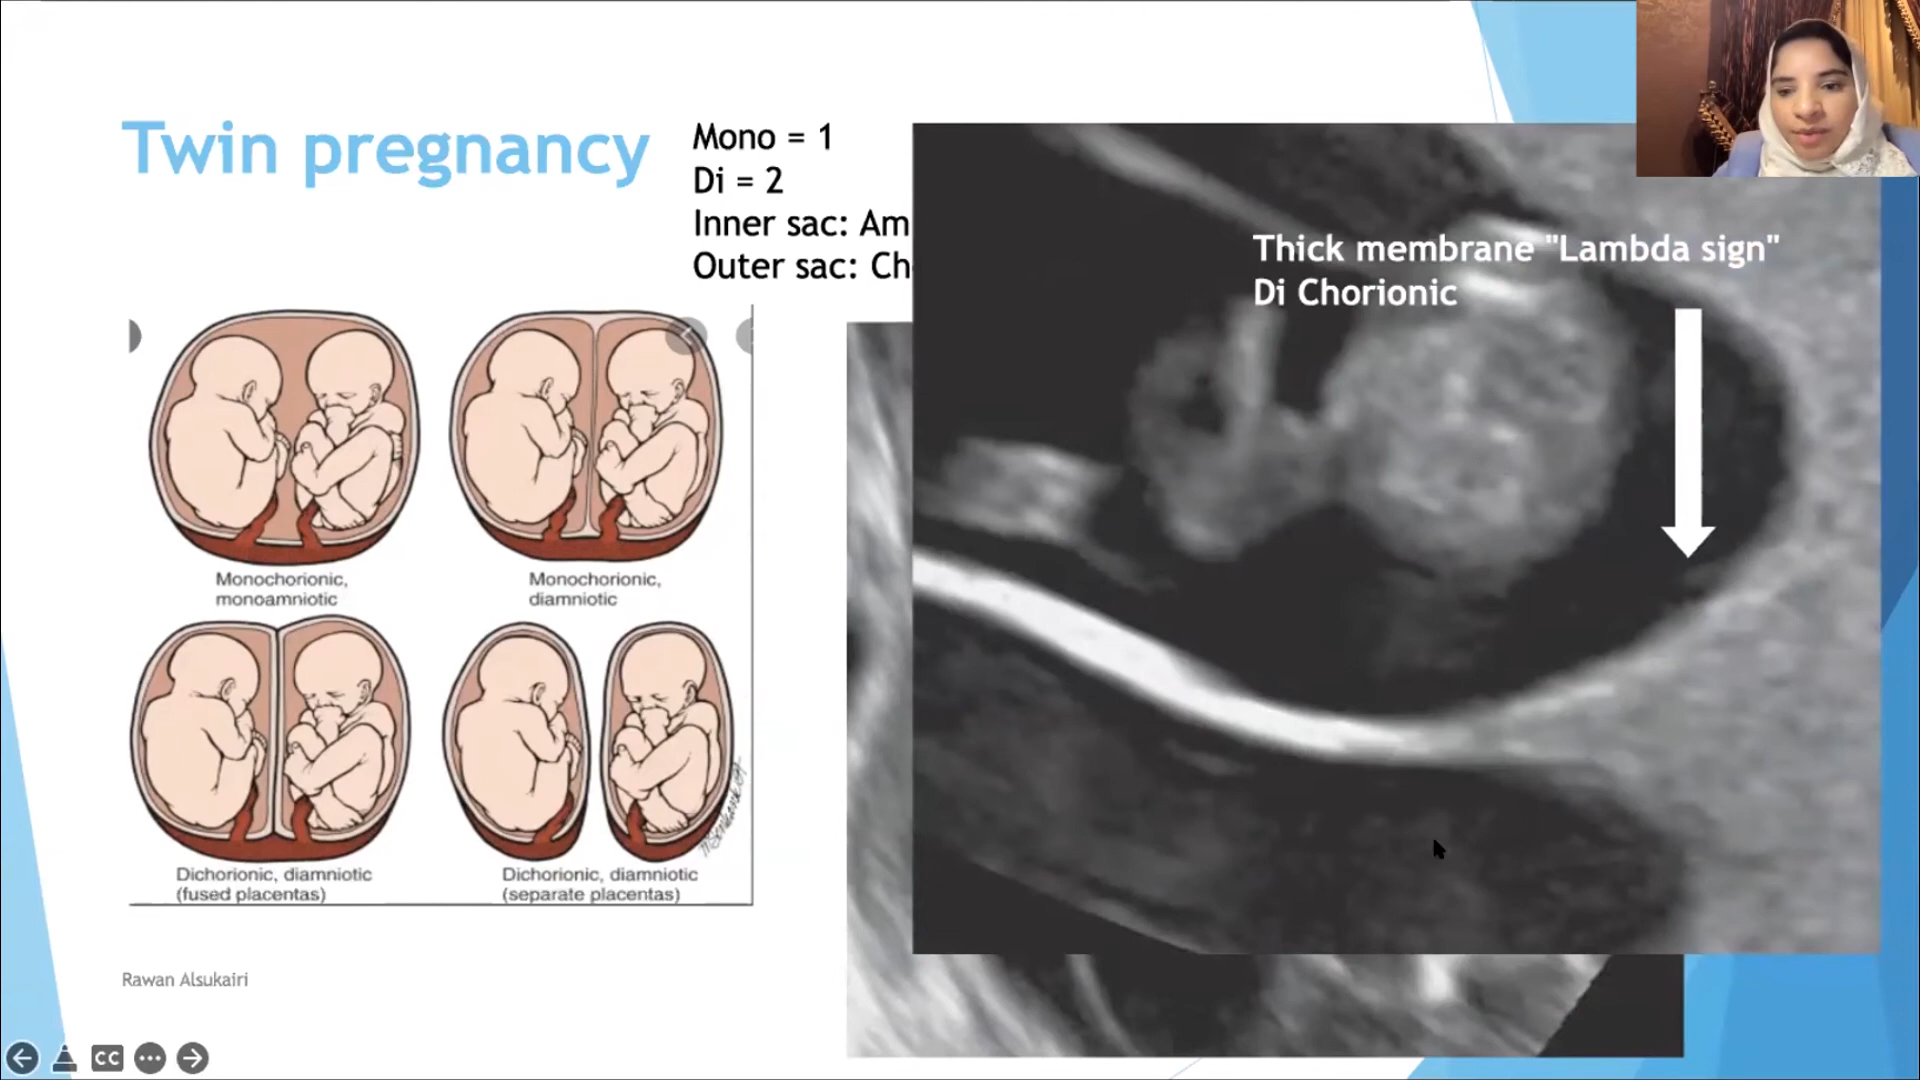 Twin pregnancy
Mono = 1
Di = 2
Inner sac: Am
Outer sac: Ch
Thick membrane "Lambda sign"
Di Chorionic
Monochorionic,
monoamniotic
Monochorionic,
diamniotic
Dichorionic, diamniotic
(fused placentas)
Dichorionic, diamniotic
(separate placentas)
Rawan Alsukairi
CC